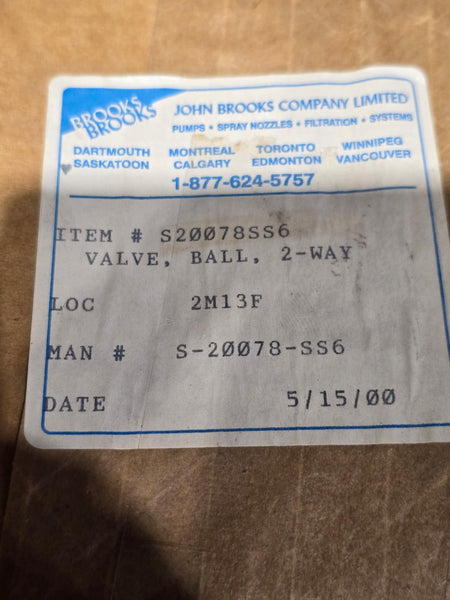 BROOKS
BROOKS
JOHN BROOKS COMPANY LIMITED
PUMPS • SPRAY NOZZLES • FILTRATION • SYSTEMS
DARTMOUTH MONTREAL TORONTO WINNIPEG
SASKATOON CALGARY EDMONTON VANCOUVER
1-877-624-5757
ITEM # S20078SS6
VALVE, BALL, 2-WAY
LOC 2M13F
MAN # S-20078-SS6
DATE 5/15/00